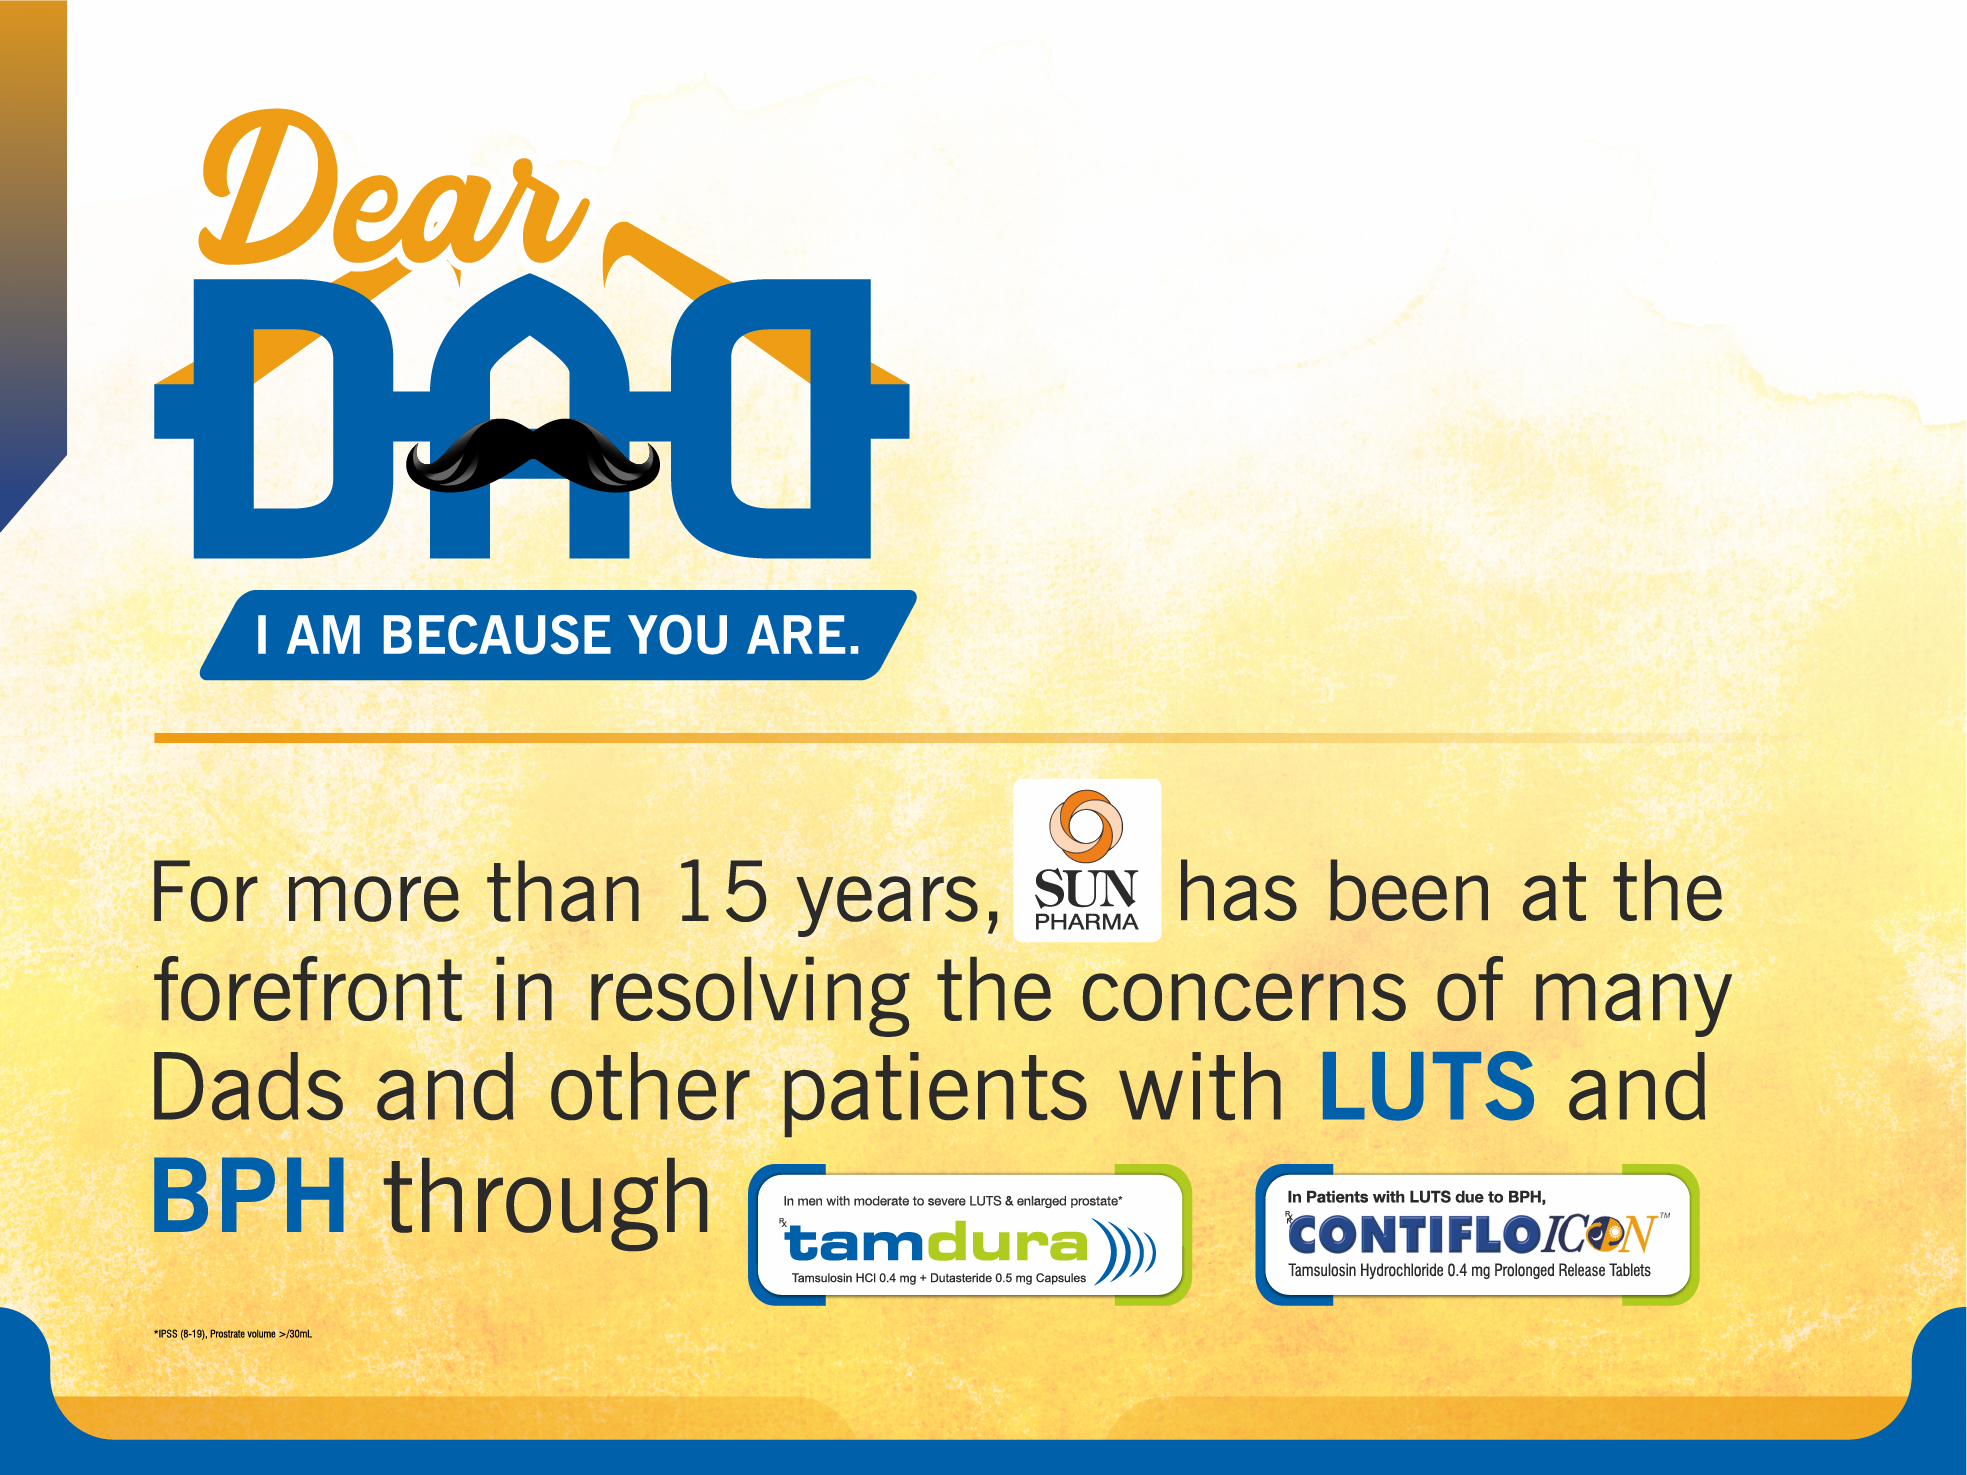 Dear
DAD
I AM BECAUSE YOU ARE.
For more than 15 years, SUN PHARMA has been at the
forefront in resolving the concerns of many
Dads and other patients with LUTS and
BPH through
In men with moderate to severe LUTS & enlarged prostate*
Rx tamdura
Tamsulosin HCl 0.4 mg + Dutasteride 0.5 mg Capsules
In Patients with LUTS due to BPH,
Rx CONTIFLO ICON™
Tamsulosin Hydrochloride 0.4 mg Prolonged Release Tablets
*IPSS (8-19), Prostrate volume >/30mL